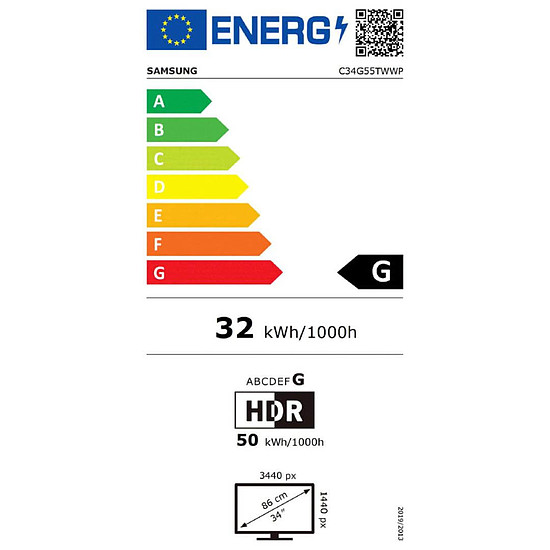 ENERG
SAMSUNG C34G55TWWP
A
B
C
D
E
F
G G
32 kWh/1000h
ABCDEF G
HDR
50 kWh/1000h
3440 px
86 cm
34"
1440 px
2019/2013